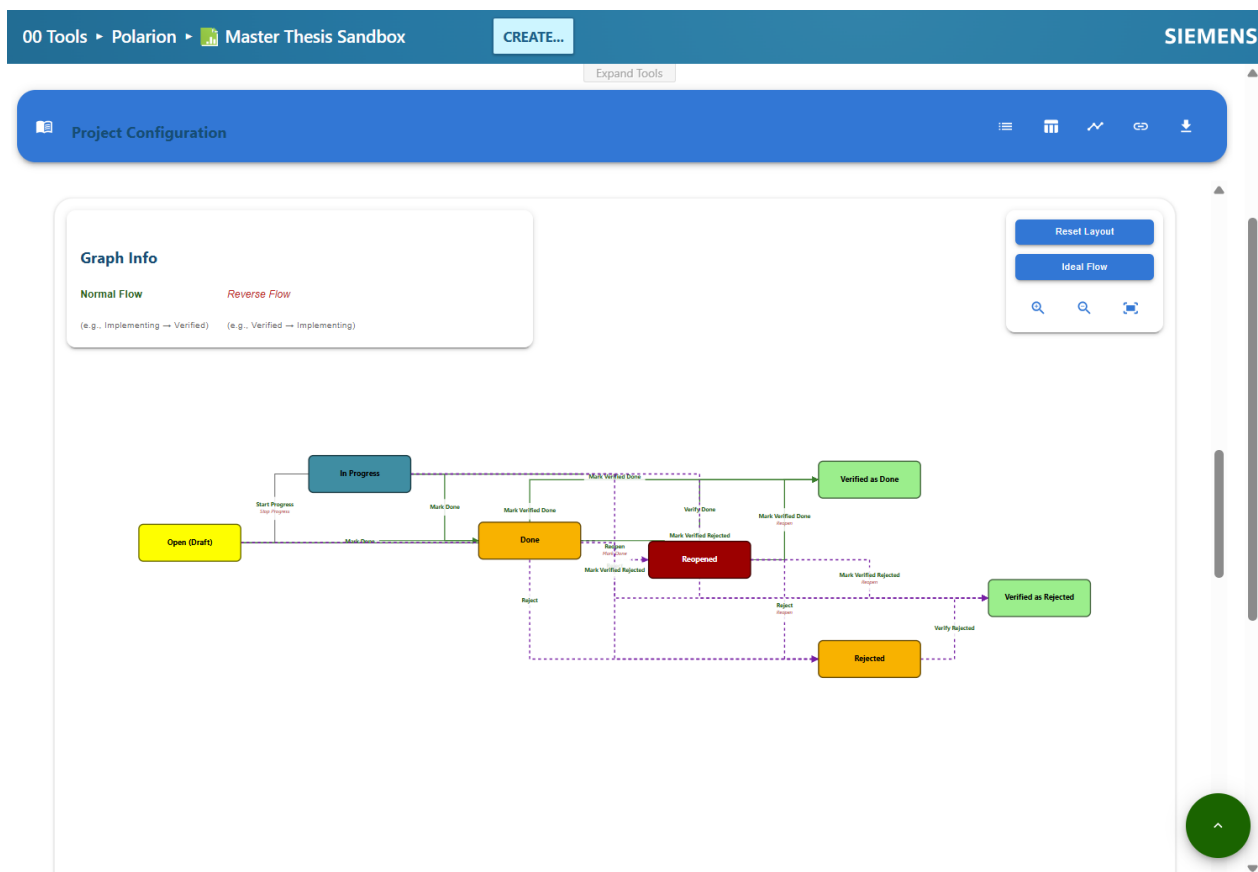 00 Tools ▸ Polarion ▸ Master Thesis Sandbox
CREATE...
SIEMENS
Expand Tools
Project Configuration
Graph Info
Normal Flow
Reverse Flow
(e.g., Implementing → Verified)
(e.g., Verified → Implementing)
Reset Layout
Ideal Flow
In Progress
Verified as Done
Mark Verified Done
Start Progress
Stop Progress
Mark Done
Mark Verified Done
Verify Done
Mark Verified Done
Reopen
Open (Draft)
Mark Done
Done
Mark Verified Rejected
Reopen
Mark Done
Reopened
Mark Verified Rejected
Mark Verified Rejected
Reopen
Verified as Rejected
Reject
Reject
Reopen
Verify Rejected
Rejected